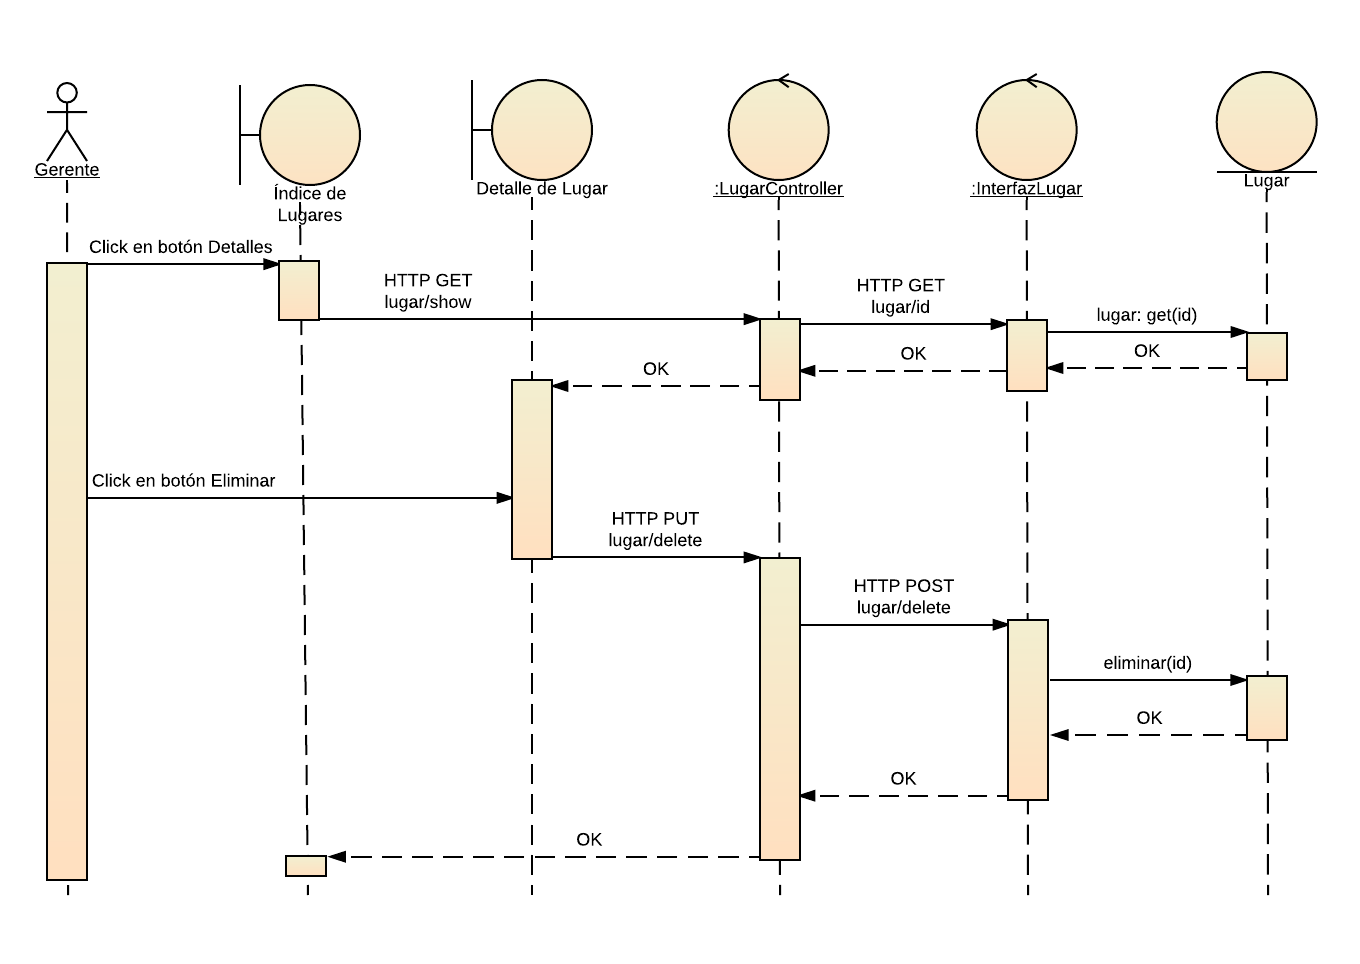 Gerente
Índice de
Lugares
Detalle de Lugar
:LugarController
:InterfazLugar
Lugar
Click en botón Detalles
HTTP GET
lugar/show
HTTP GET
lugar/id
lugar: get(id)
OK
OK
OK
Click en botón Eliminar
HTTP PUT
lugar/delete
HTTP POST
lugar/delete
eliminar(id)
OK
OK
OK